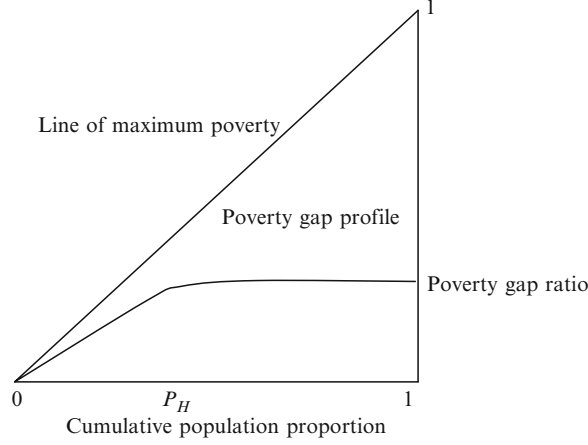 1
Line of maximum poverty
Poverty gap profile
Poverty gap ratio
0 P_H 1
Cumulative population proportion